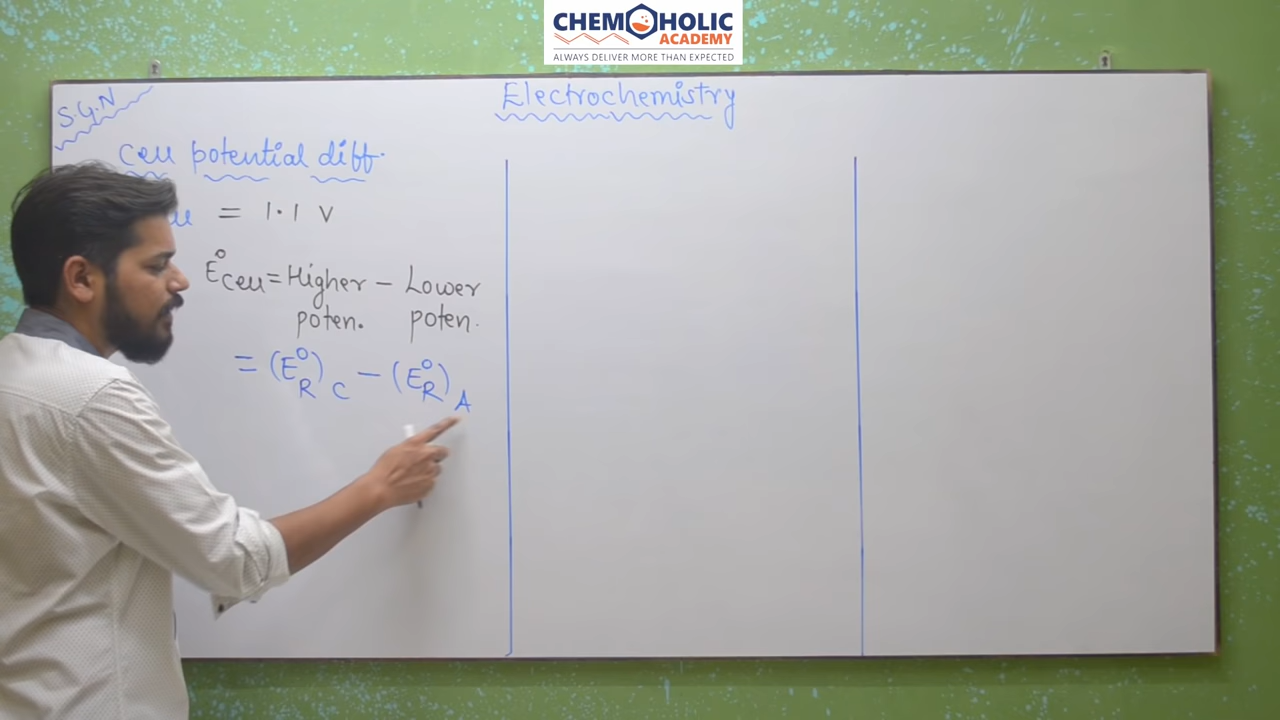 CHEMOHOLIC
ACADEMY
ALWAYS DELIVER MORE THAN EXPECTED
S.G.N
Electrochemistry
Cell potential diff.
= 1.1 V
E°cell = Higher - Lower
poten. poten.
= (E°R)C - (E°R)A